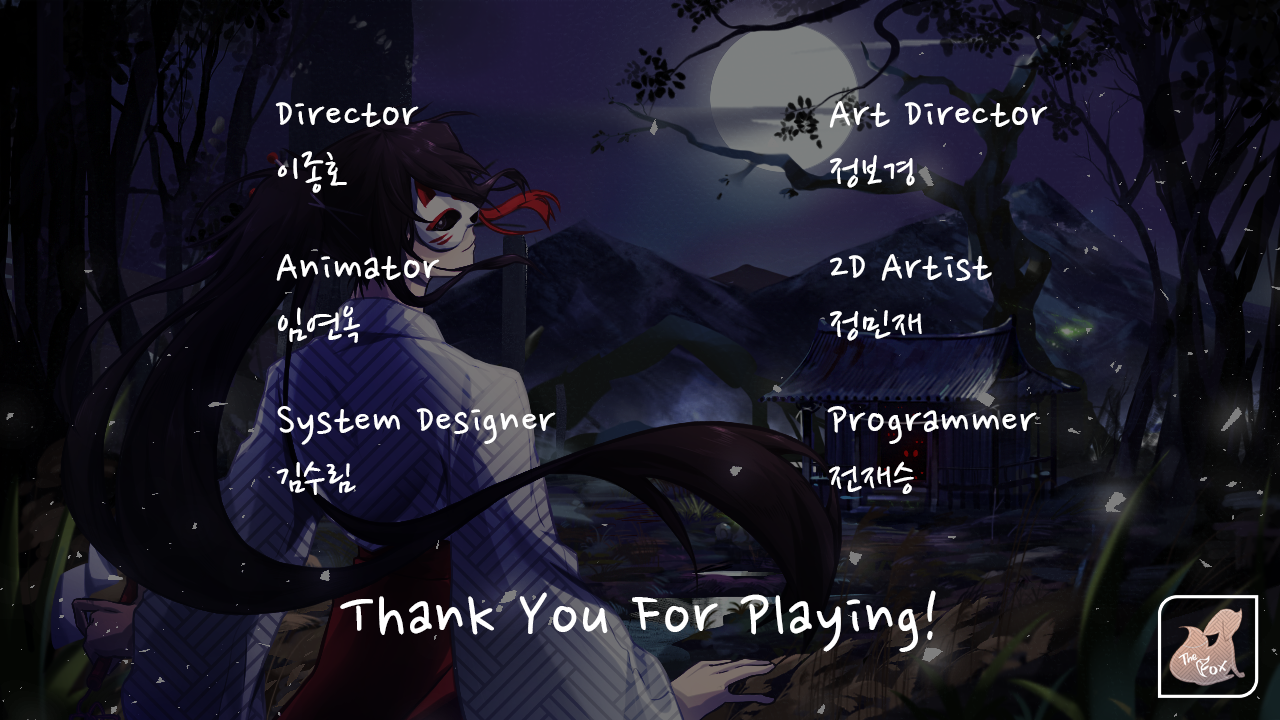 Director
이종호
Art Director
정보경
Animator
임연옥
2D Artist
정민재
System Designer
김수림
Programmer
전재승
Thank You For Playing!
The
Fox